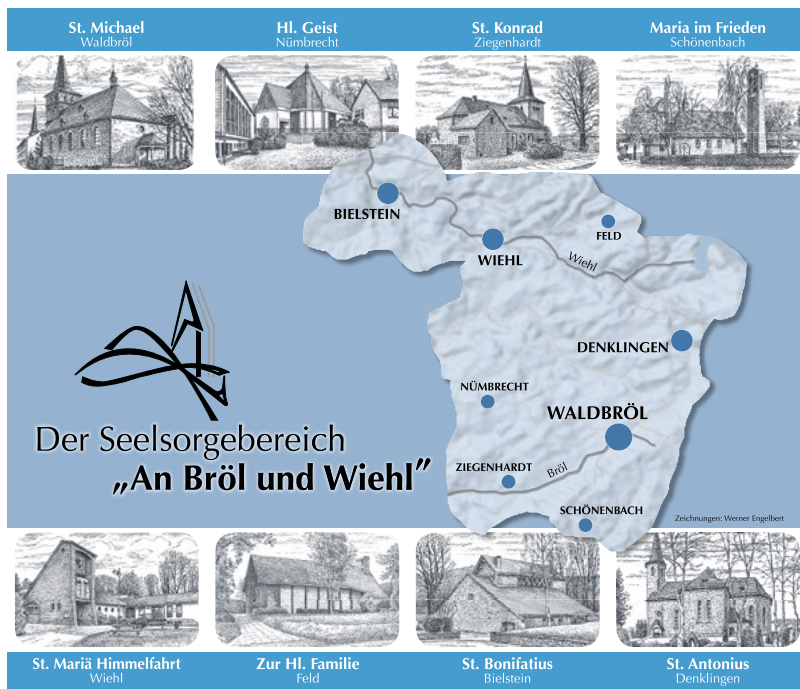 St. Michael
Waldbröl
Hl. Geist
Nümbrecht
St. Konrad
Ziegenhardt
Maria im Frieden
Schönenbach
BIELSTEIN
WIEHL
FELD
Wiehl
DENKLINGEN
NÜMBRECHT
WALDBRÖL
ZIEGENHARDT
Bröl
SCHÖNENBACH
Der Seelsorgebereich
„An Bröl und Wiehl”
Zeichnungen: Werner Engelbert
St. Mariä Himmelfahrt
Wiehl
Zur Hl. Familie
Feld
St. Bonifatius
Bielstein
St. Antonius
Denklingen